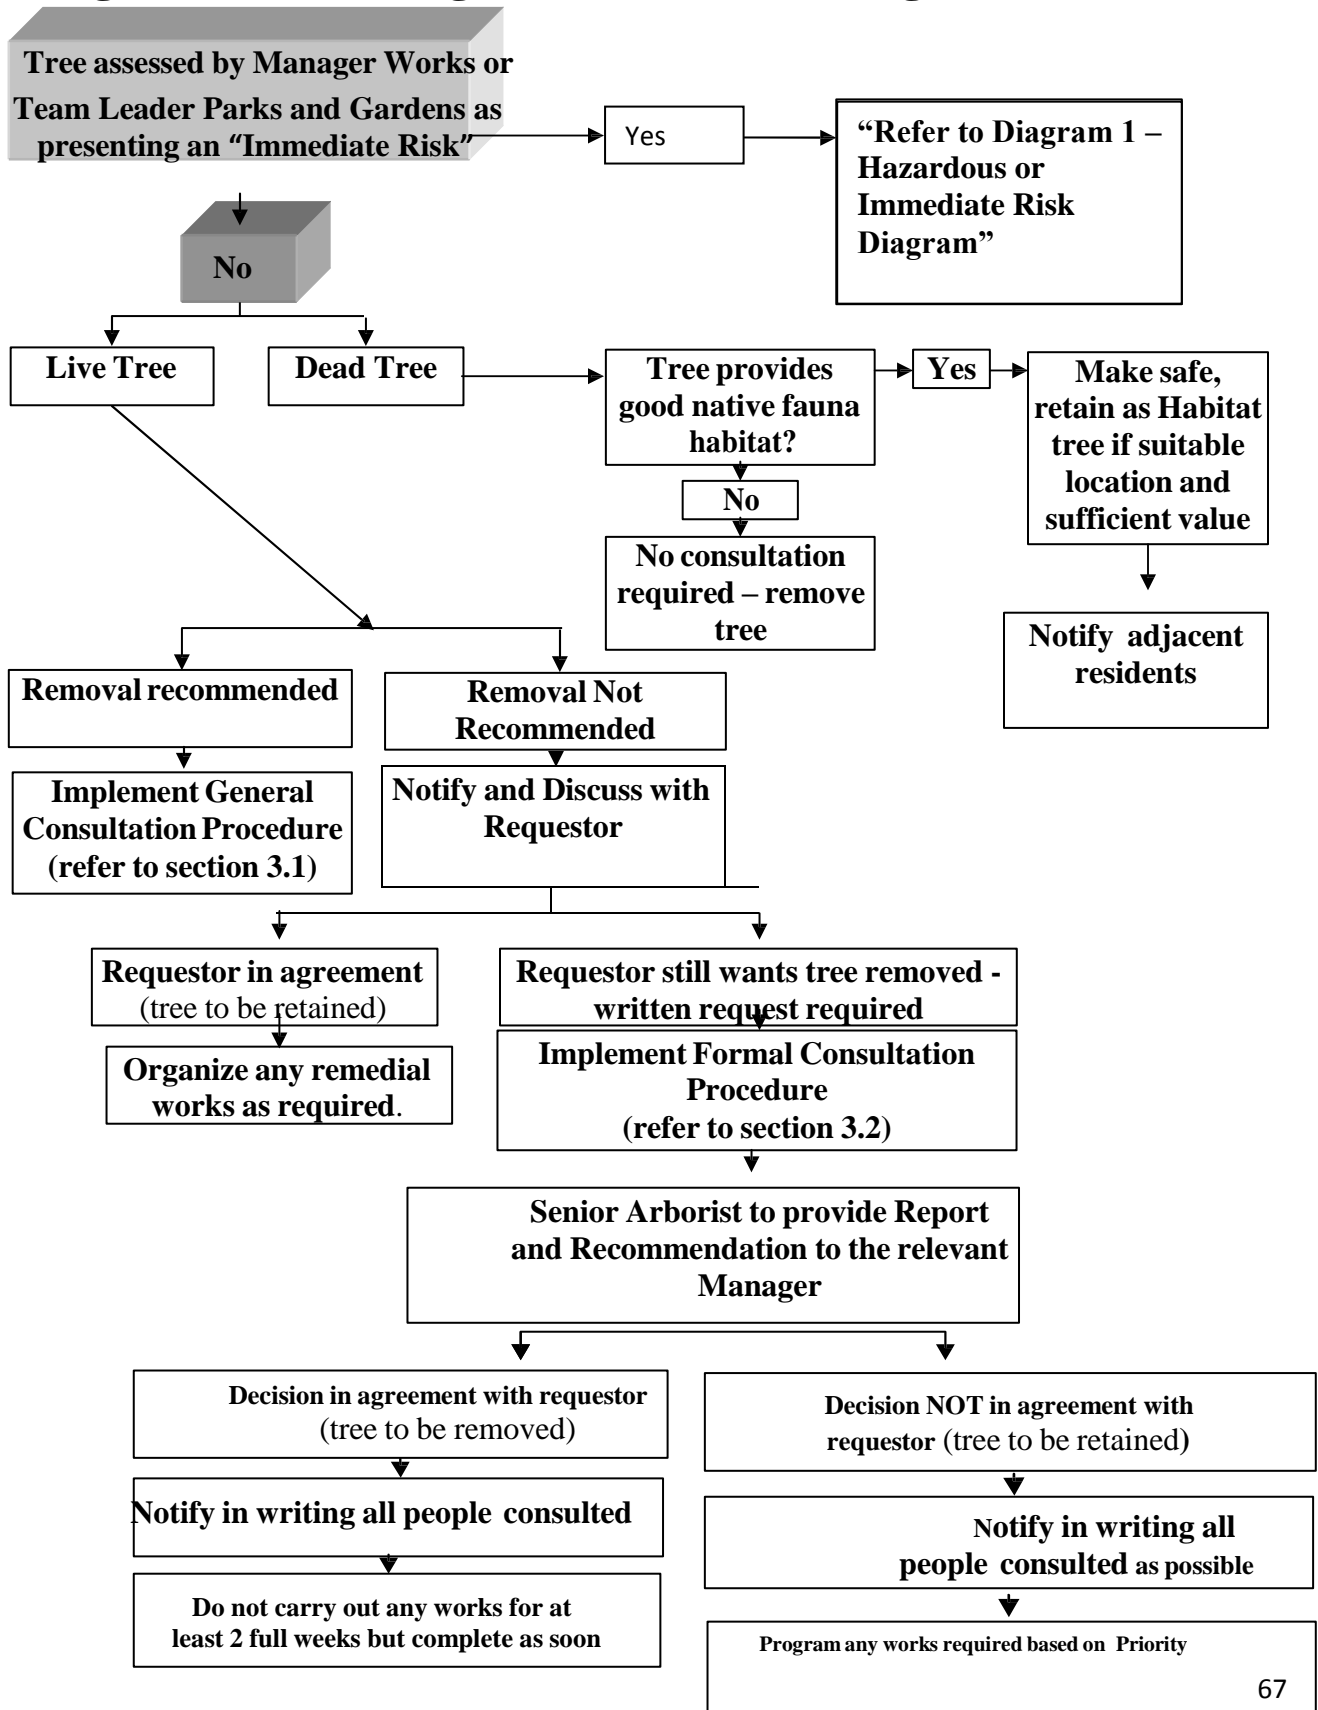 Tree assessed by Manager Works or
Team Leader Parks and Gardens as
presenting an “Immediate Risk”
Yes
“Refer to Diagram 1 –
Hazardous or
Immediate Risk
Diagram”
No
Live Tree
Dead Tree
Tree provides
good native fauna
habitat?
Yes
Make safe,
retain as Habitat
tree if suitable
location and
sufficient value
No
No consultation
required – remove
tree
Notify adjacent
residents
Removal recommended
Removal Not
Recommended
Implement General
Consultation Procedure
(refer to section 3.1)
Notify and Discuss with
Requestor
Requestor in agreement
(tree to be retained)
Requestor still wants tree removed -
written request required
Organize any remedial
works as required.
Implement Formal Consultation
Procedure
(refer to section 3.2)
Senior Arborist to provide Report
and Recommendation to the relevant
Manager
Decision in agreement with requestor
(tree to be removed)
Decision NOT in agreement with
requestor (tree to be retained)
Notify in writing all people consulted
Notify in writing all
people consulted as possible
Do not carry out any works for at
least 2 full weeks but complete as soon
Program any works required based on Priority
67